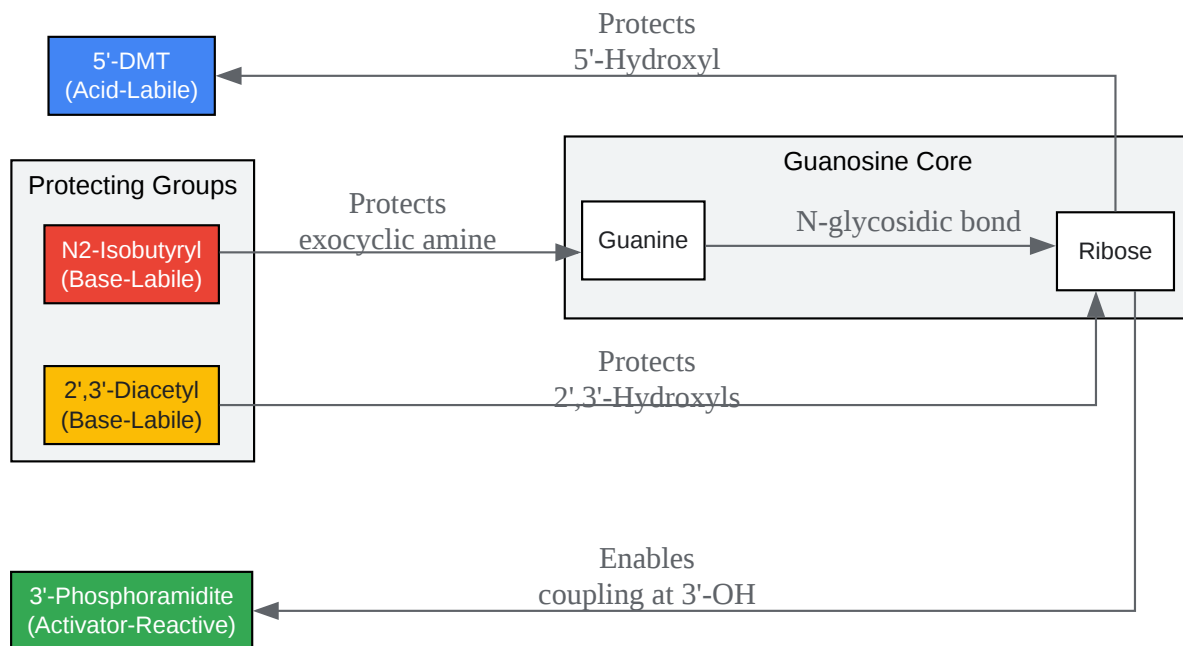 Protects
5'-Hydroxyl
5'-DMT
(Acid-Labile)
Protecting Groups
N2-Isobutyryl
(Base-Labile)
2',3'-Diacetyl
(Base-Labile)
Protects
exocyclic amine
Guanosine Core
Guanine
N-glycosidic bond
Ribose
Protects
2',3'-Hydroxyls
Enables
coupling at 3'-OH
3'-Phosphoramidite
(Activator-Reactive)